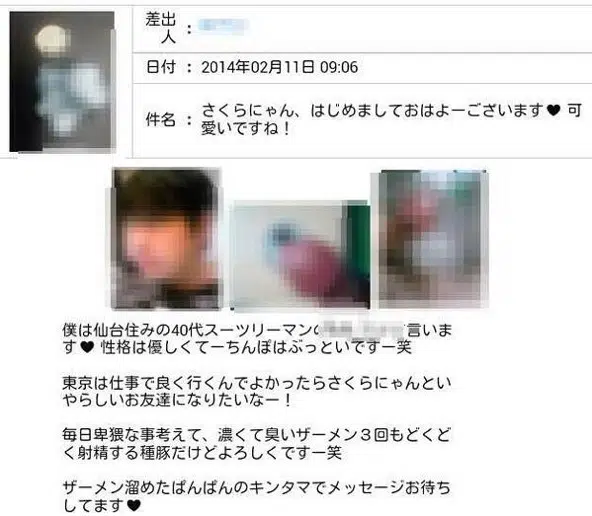 差出人 :
日付 : 2014年02月11日 09:06
件名 : さくらにゃん、はじめましておはよーございます♥ 可
愛いですね！
僕は仙台住みの40代スーツリーマンの 言いま
す♥ 性格は優しくてーちんぽはぶっといですー笑
東京は仕事で良く行くんでよかったらさくらにゃんとい
やらしいお友達になりたいなー！
毎日卑猥な事考えて、濃くて臭いザーメン３回もどくど
く射精する種豚だけどよろしくですー笑
ザーメン溜めたぱんぱんのキンタマでメッセージお待ち
してます♥